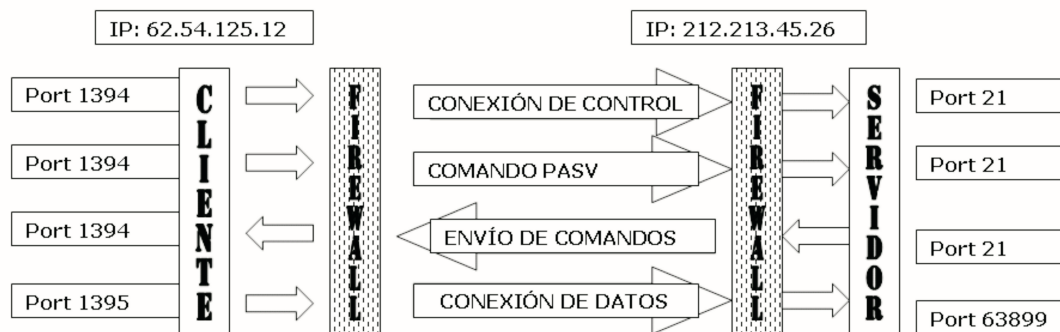 IP: 62.54.125.12
IP: 212.213.45.26
Port 1394
CONEXIÓN DE CONTROL
Port 21
Port 1394
COMANDO PASV
Port 21
Port 1394
ENVÍO DE COMANDOS
Port 21
Port 1395
CONEXIÓN DE DATOS
Port 63899
CLIENTE
FIREWALL
FIREWALL
SERVIDOR